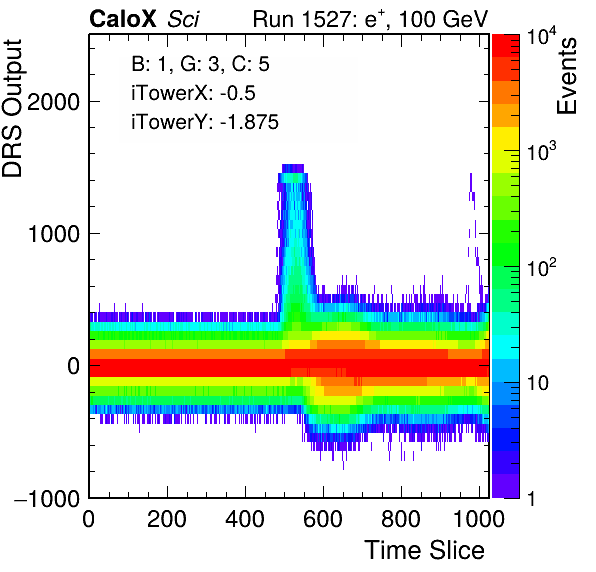 CaloX Sci Run 1527: e+, 100 GeV
B: 1, G: 3, C: 5
iTowerX: -0.5
iTowerY: -1.875
DRS Output
2000
1000
0
−1000
0 200 400 600 800 1000
Time Slice
Events
10^4
10^3
10^2
10
1